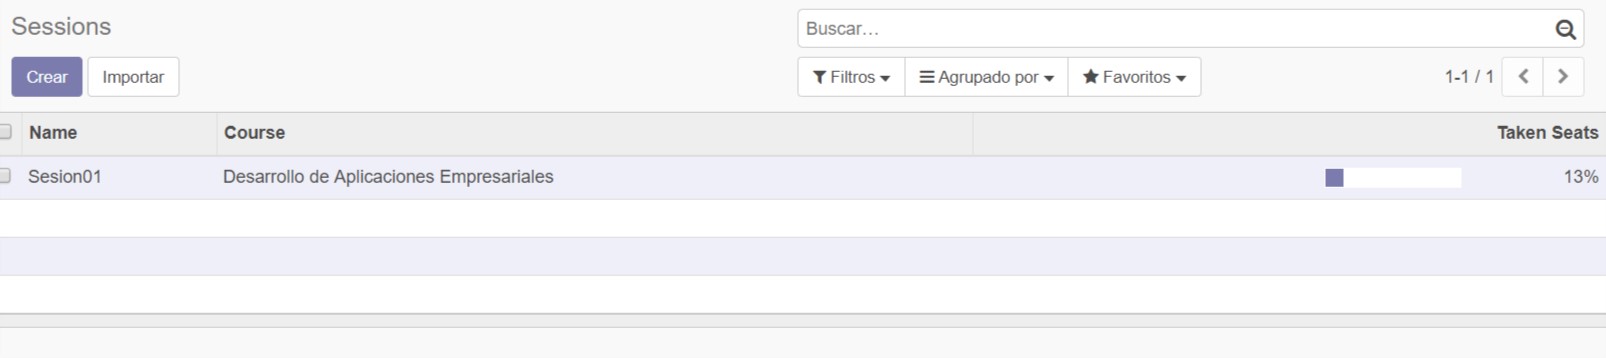 Sessions
Buscar...
Crear Importar
Filtros Agrupado por Favoritos 1-1 / 1
Name Course Taken Seats
Sesion01 Desarrollo de Aplicaciones Empresariales 13%